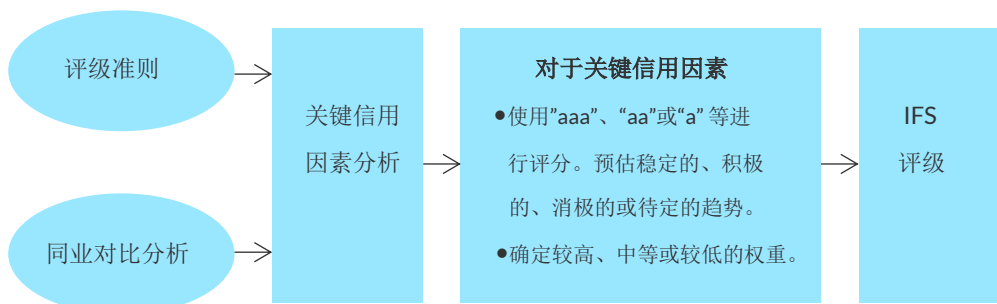 评级准则
同业对比分析
关键信用
因素分析
对于关键信用因素
●使用”aaa”、“aa”或“a” 等进
行评分。预估稳定的、积极
的、消极的或待定的趋势。
●确定较高、中等或较低的权重。
IFS
评级